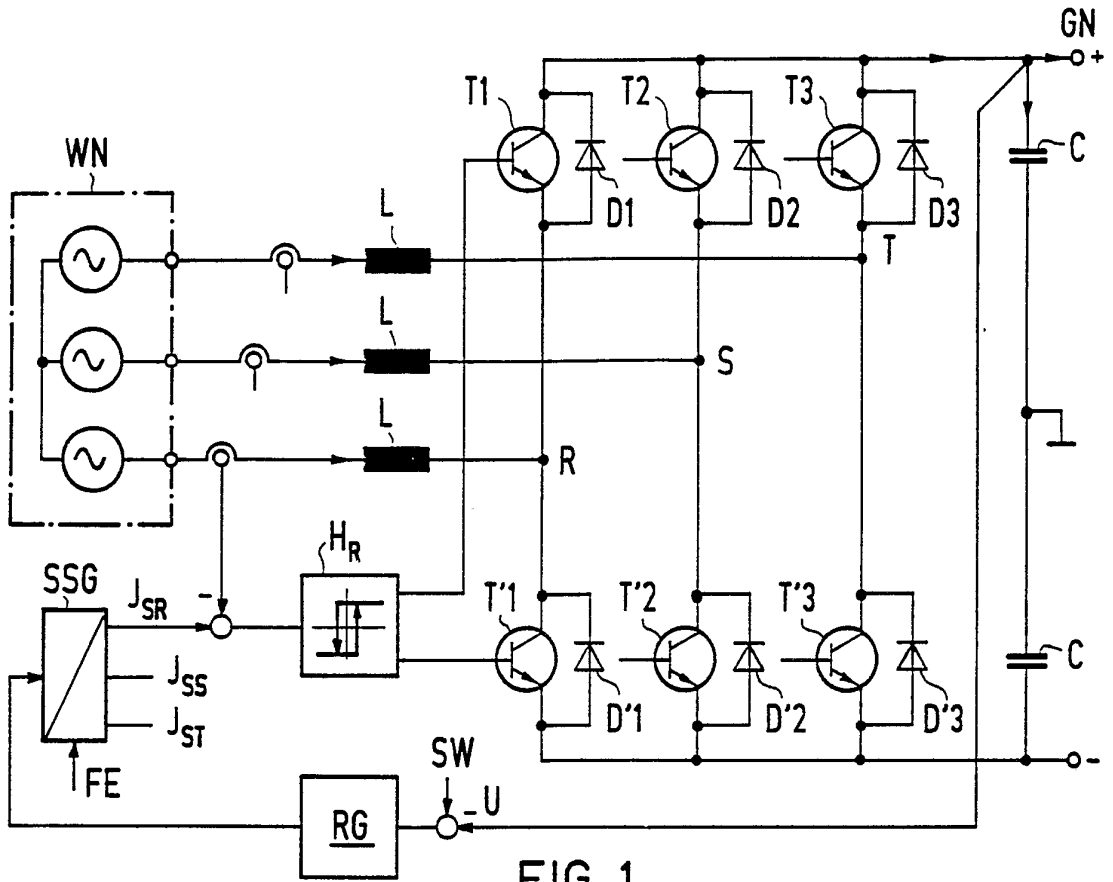 GN
+
T1
T2
T3
C
WN
D1
D2
D3
L
T
L
S
L
R
H_R
SSG
J_SR
-
T'1
T'2
T'3
C
J_SS
J_ST
D'1
D'2
D'3
FE
SW
-
-U
RG
FIG. 1